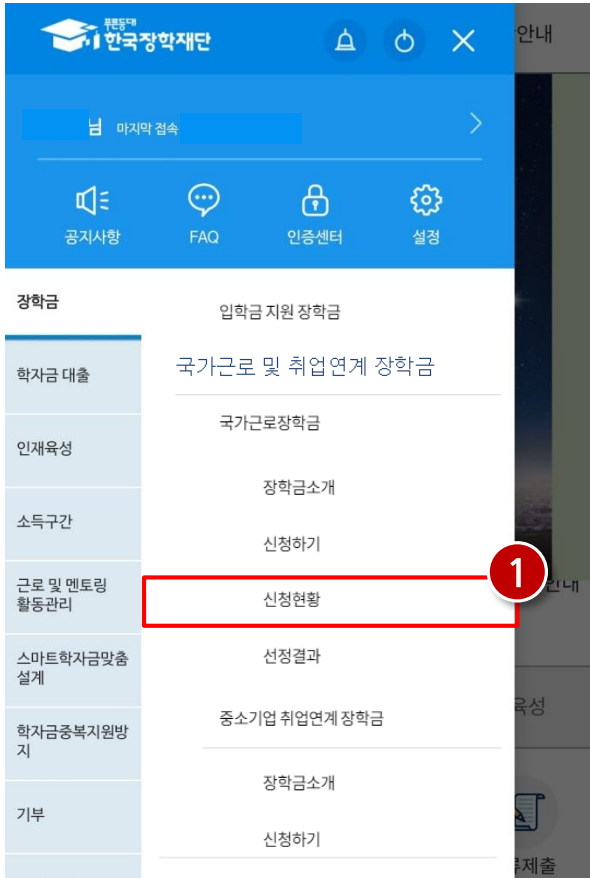 푸른등대
한국장학재단
안내
님 마지막 접속
공지사항 FAQ 인증센터 설정
장학금
학자금 대출
인재육성
소득구간
근로 및 멘토링
활동관리
스마트학자금맞춤
설계
학자금중복지원방
지
기부
입학금 지원 장학금
국가근로 및 취업연계 장학금
국가근로장학금
장학금소개
신청하기
1
신청현황
선정결과
중소기업 취업연계 장학금
장학금소개
신청하기
안내
육성
제출